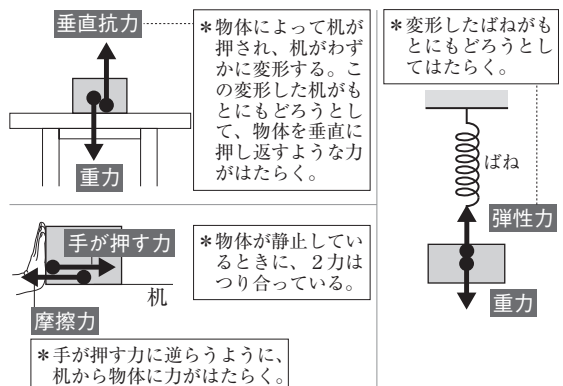 垂直抗力
＊物体によって机が
押され、机がわず
かに変形する。こ
の変形した机がも
とにもどろうとし
て、物体を垂直に
押し返すような力
がはたらく。
重力
手が押す力
机
摩擦力
＊物体が静止してい
るときに、２力は
つり合っている。
＊手が押す力に逆らうように、
机から物体に力がはたらく。
＊変形したばねがも
とにもどろうとし
てはたらく。
ばね
弾性力
重力